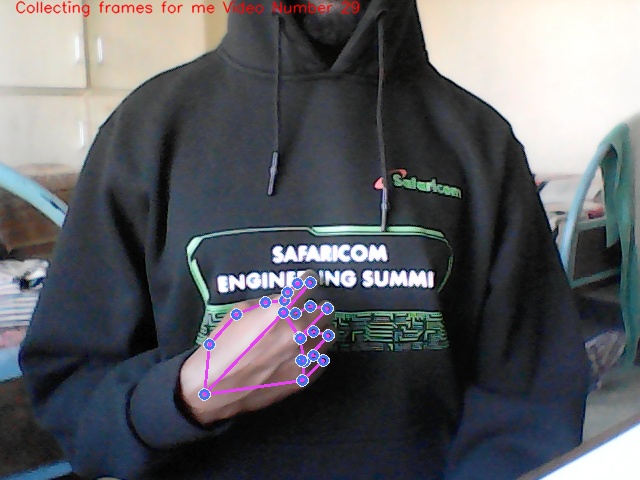 Collecting frames for me Video Number 29
Safaricom
SAFARICOM
ENGINEERING SUMMI